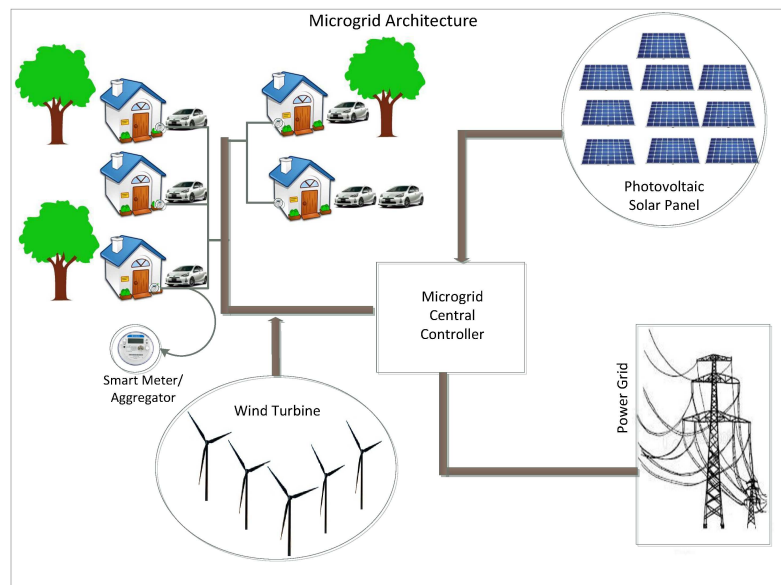 Microgrid Architecture
Photovoltaic
Solar Panel
Microgrid
Central
Controller
Smart Meter/
Aggregator
Wind Turbine
Power Grid